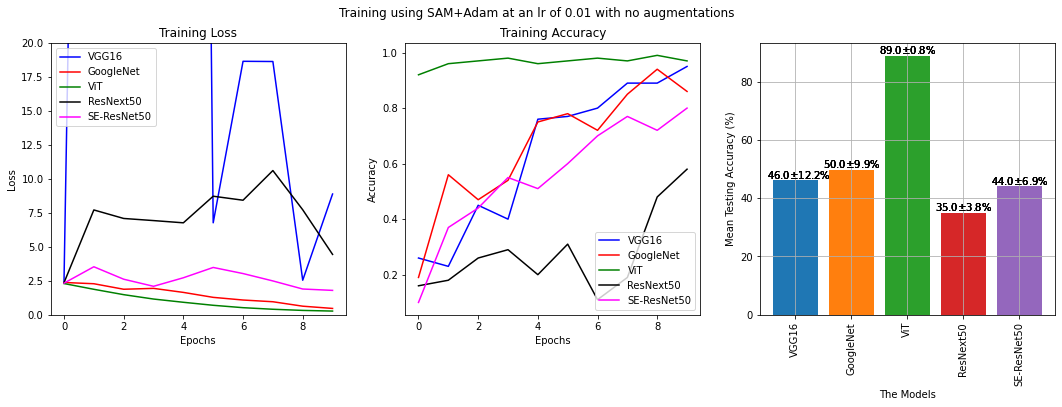 Training using SAM+Adam at an lr of 0.01 with no augmentations
Training Loss
20.0
17.5
15.0
12.5
10.0
7.5
5.0
2.5
0.0
Loss
VGG16
GoogleNet
ViT
ResNext50
SE-ResNet50
0
2
4
6
8
Epochs
Training Accuracy
1.0
0.8
0.6
0.4
0.2
Accuracy
VGG16
GoogleNet
ViT
ResNext50
SE-ResNet50
0
2
4
6
8
Epochs
80
60
40
20
0
Mean Testing Accuracy (%)
46.0±12.2%
50.0±9.9%
89.0±0.8%
35.0±3.8%
44.0±6.9%
VGG16
GoogleNet
ViT
ResNext50
SE-ResNet50
The Models